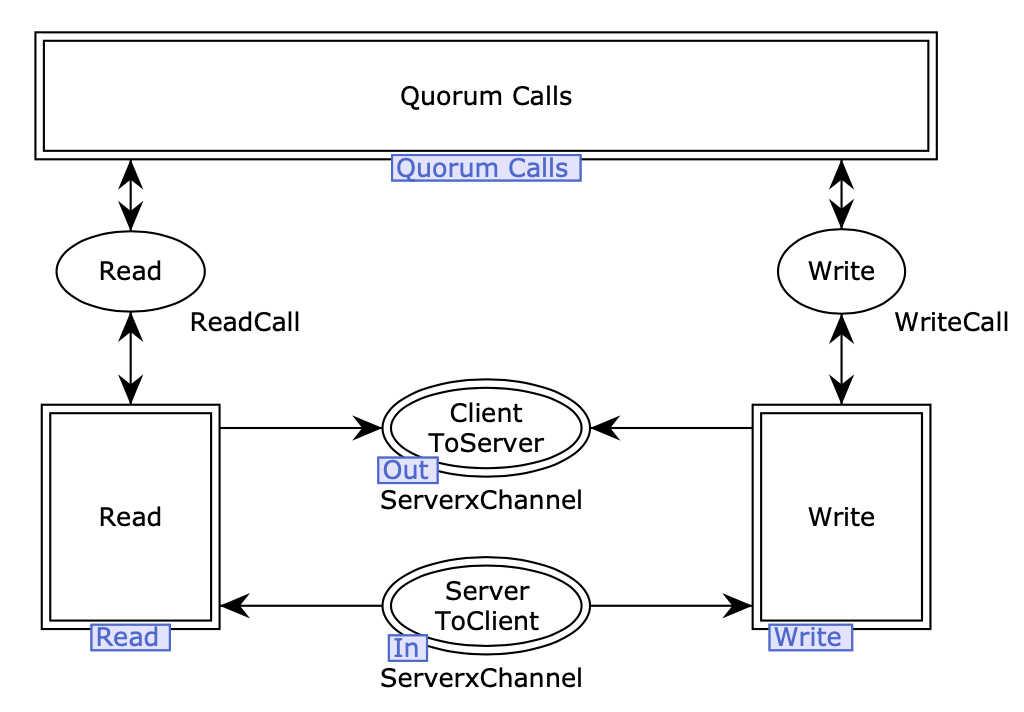 Quorum Calls
Quorum Calls
Read
Write
ReadCall
WriteCall
Client
ToServer
Out
ServerxChannel
Read
Write
Server
ToClient
Read
In
Write
ServerxChannel